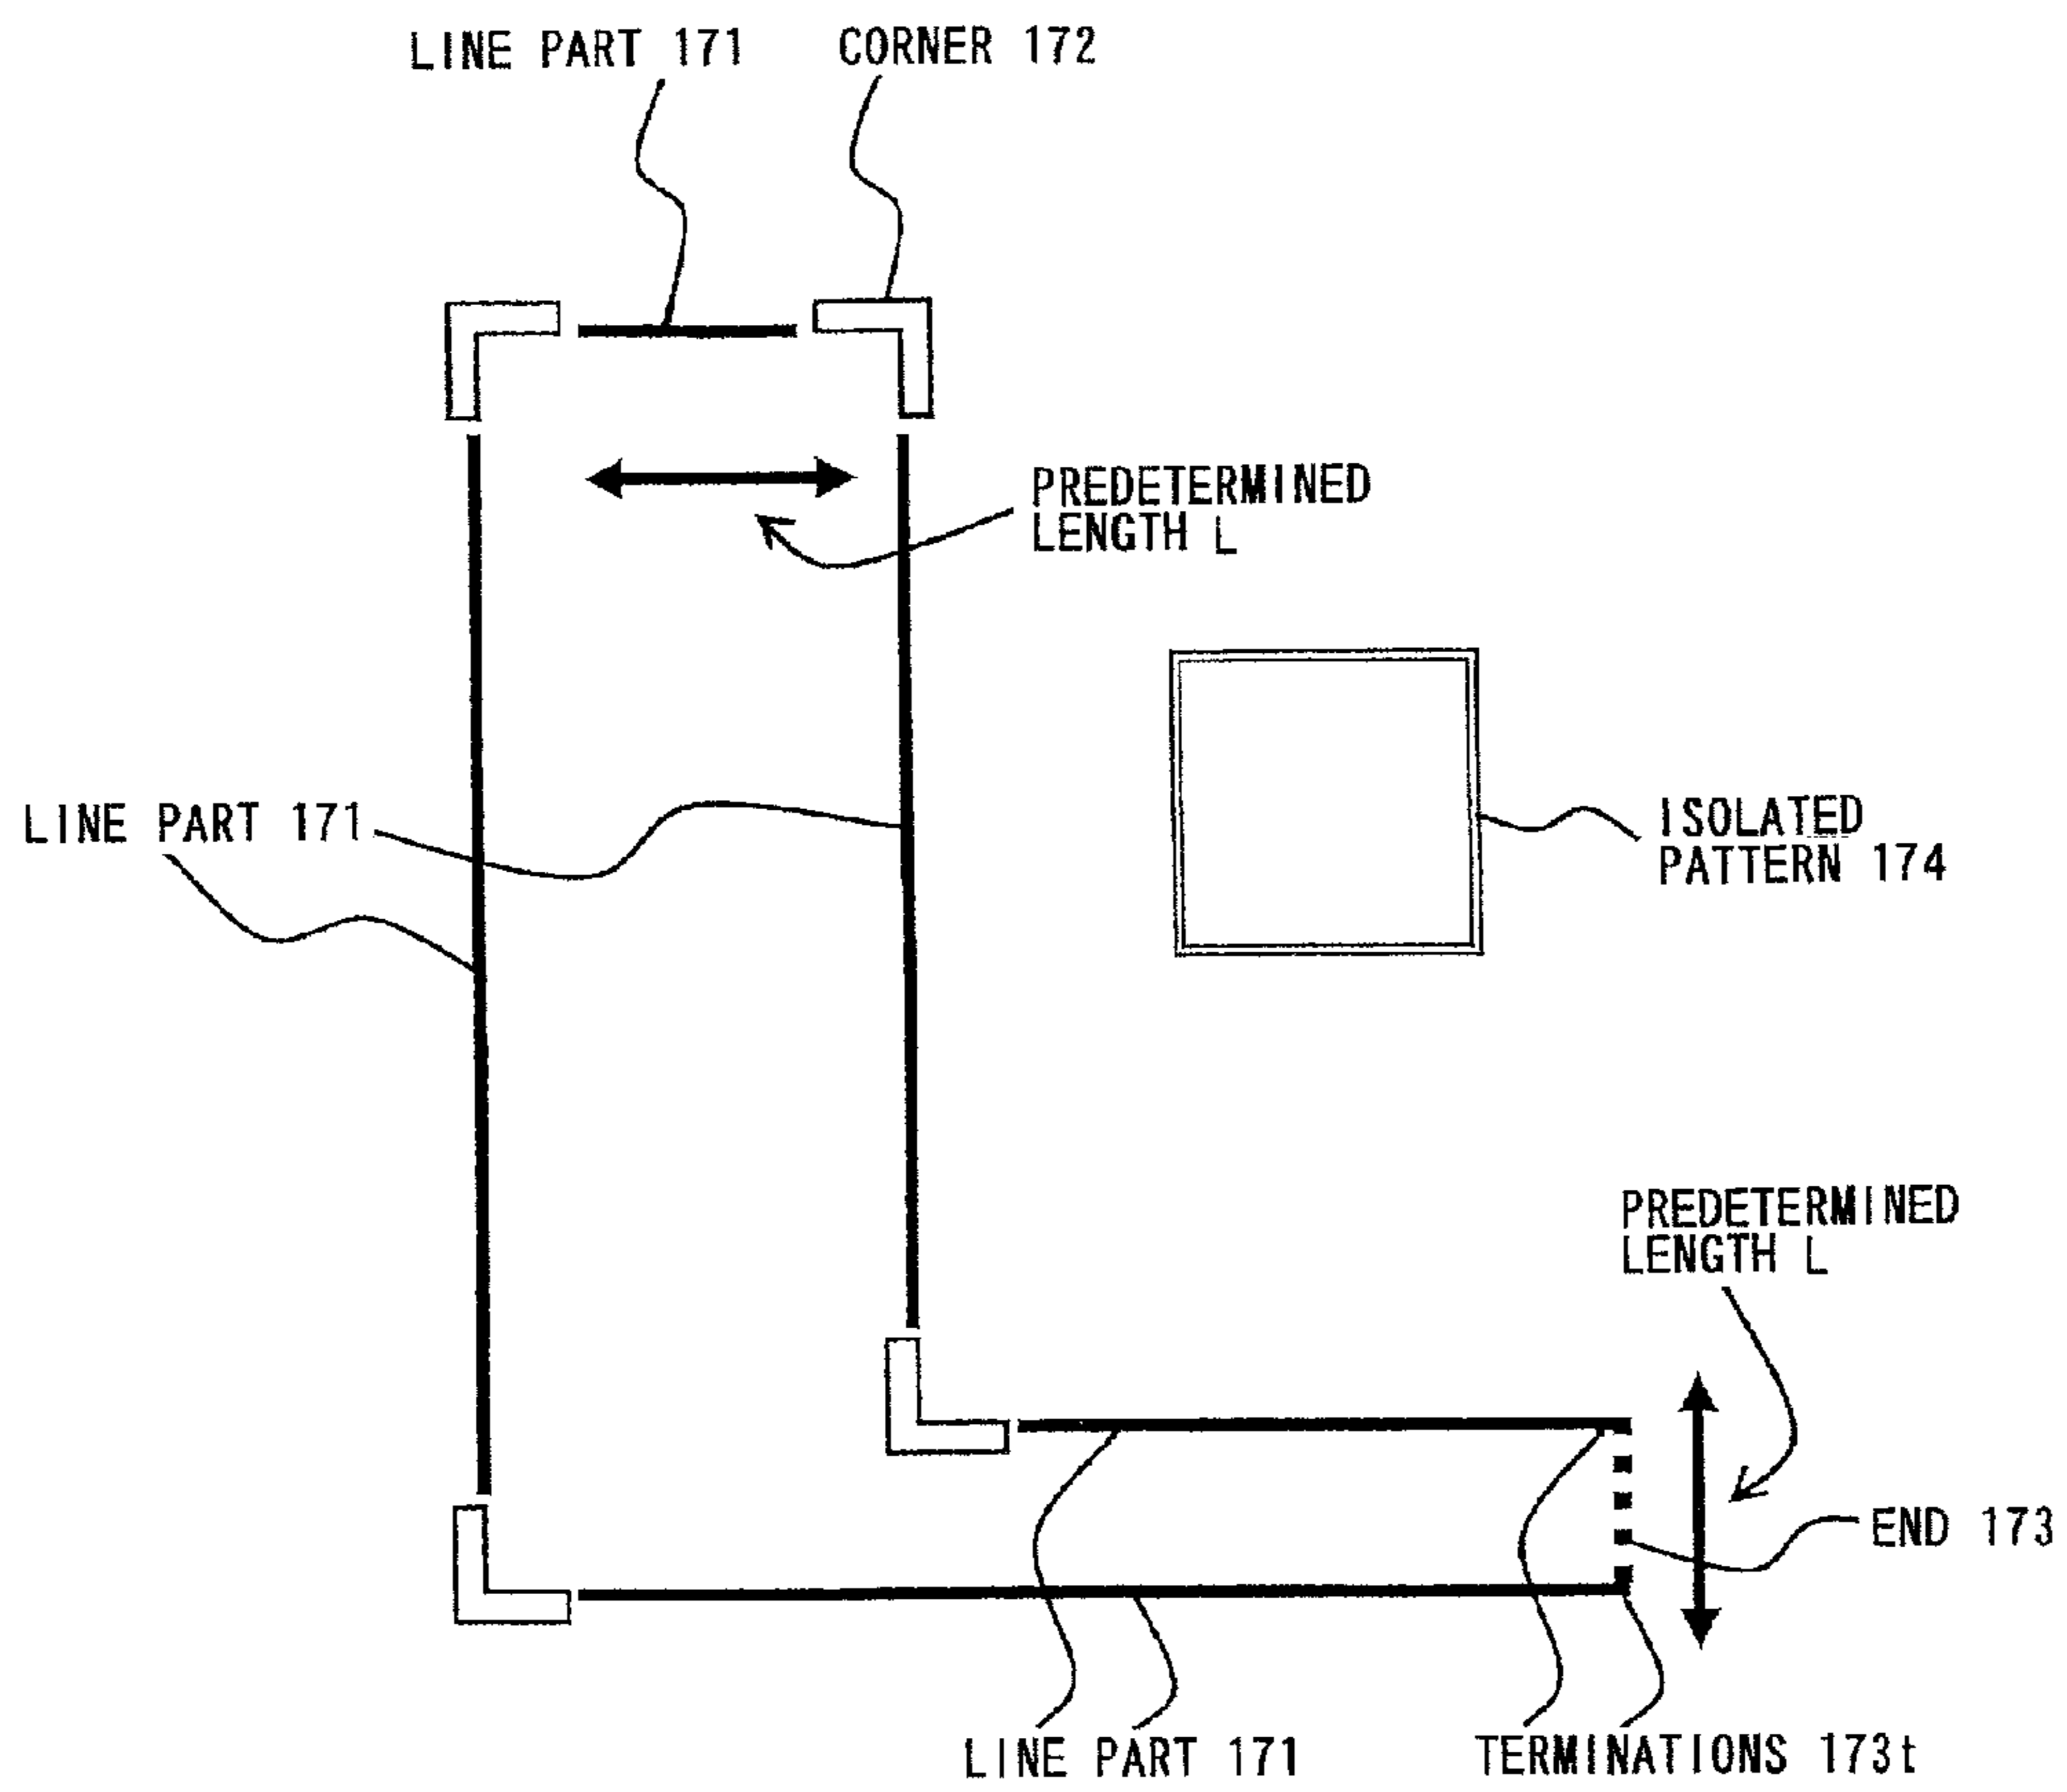 LINE PART 171
CORNER 172
PREDETERMINED
LENGTH L
LINE PART 171
ISOLATED
PATTERN 174
PREDETERMINED
LENGTH L
END 173
LINE PART 171
TERMINATIONS 173t